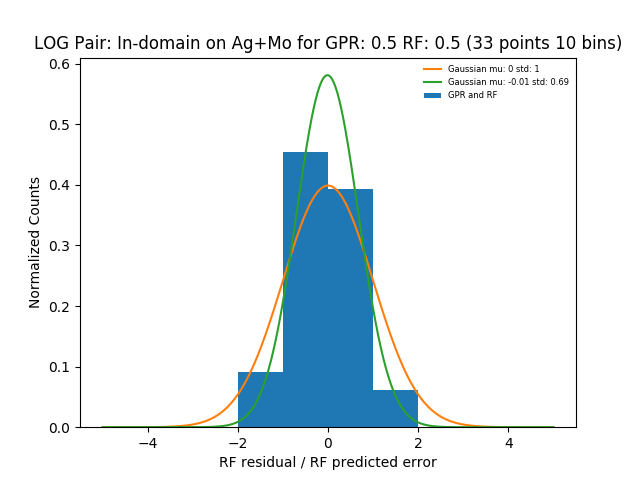 LOG Pair: In-domain on Ag+Mo for GPR: 0.5 RF: 0.5 (33 points 10 bins)
Gaussian mu: 0 std: 1
Gaussian mu: -0.01 std: 0.69
GPR and RF
Normalized Counts
0.6
0.5
0.4
0.3
0.2
0.1
0.0
−4 −2 0 2 4
RF residual / RF predicted error